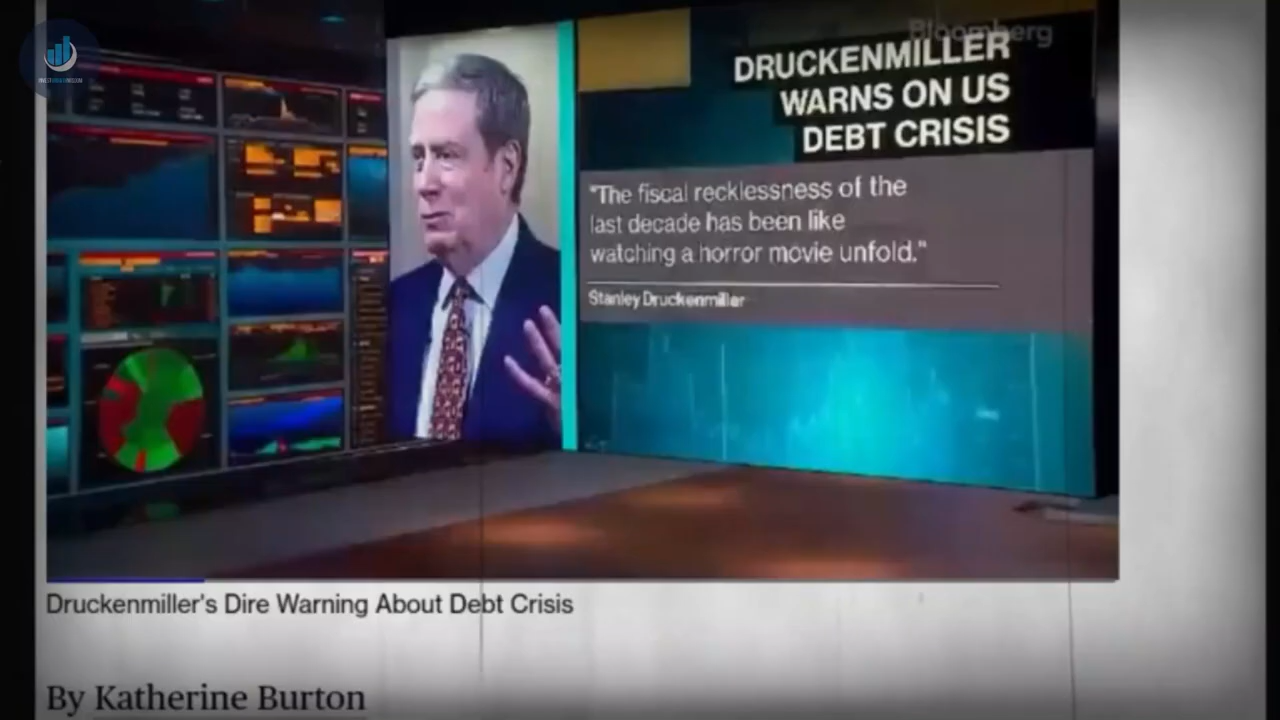 Bloomberg
DRUCKENMILLER
WARNS ON US
DEBT CRISIS
"The fiscal recklessness of the
last decade has been like
watching a horror movie unfold."
Stanley Druckenmiller
Druckenmiller's Dire Warning About Debt Crisis
By Katherine Burton